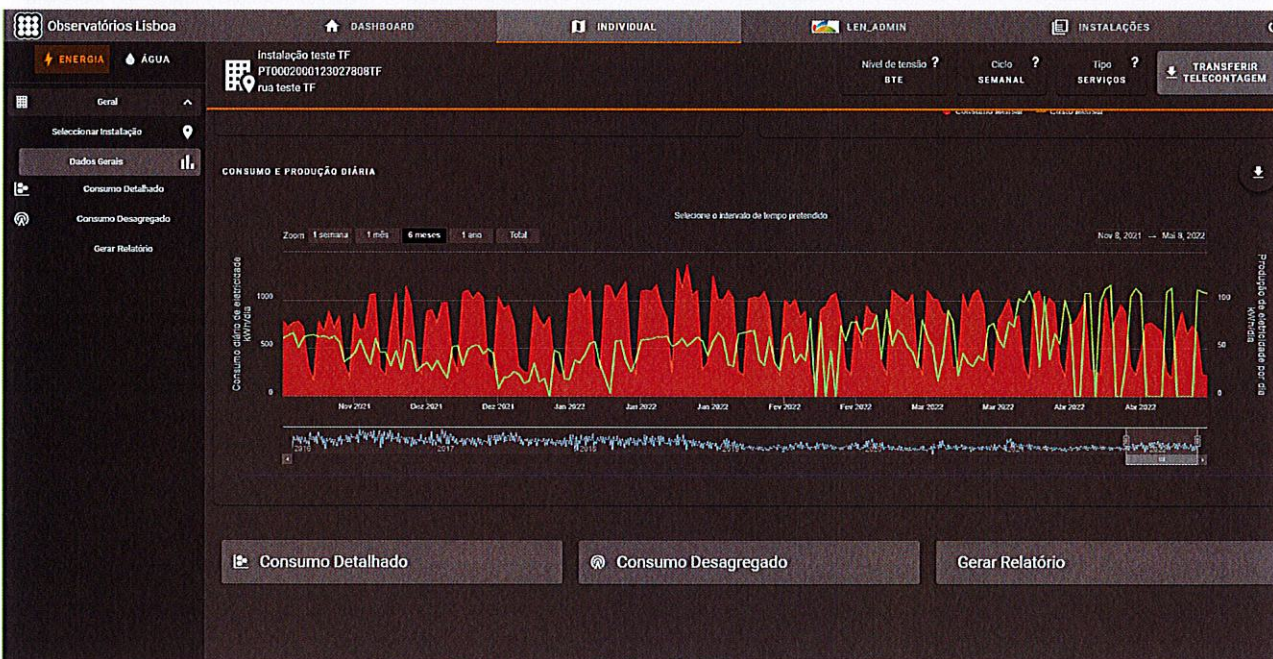 Observatórios Lisboa
DASHBOARD
INDIVIDUAL
LEN_ADMIN
INSTALAÇÕES
ENERGIA
ÁGUA
instalação teste TF
PT0002000123027808TF
rua teste TF
Nível de tensão ?
BTE
Ciclo ?
SEMANAL
Tipo ?
SERVIÇOS
TRANSFERIR
TELECONTAGEM
Geral
Seleccionar Instalação
Dados Gerais
Consumo Detalhado
Consumo Desagregado
Gerar Relatório
CONSUMO E PRODUÇÃO DIÁRIA
Selecione o intervalo de tempo pretendido
Zoom 1 semana 1 mês 6 meses 1 ano Total
Nov 8, 2021 → Mai 8, 2022
Consumo diário de eletricidade
kWh/dia
1000
500
0
Produção de eletricidade por dia
kWh/dia
100
50
0
Nov 2021 Dez 2021 Dez 2021 Jan 2022 Jan 2022 Jan 2022 Fev 2022 Fev 2022 Mar 2022 Mar 2022 Abr 2022 Abr 2022
2016 2017 2018 2019 2020 2021 2022
Consumo Detalhado
Consumo Desagregado
Gerar Relatório